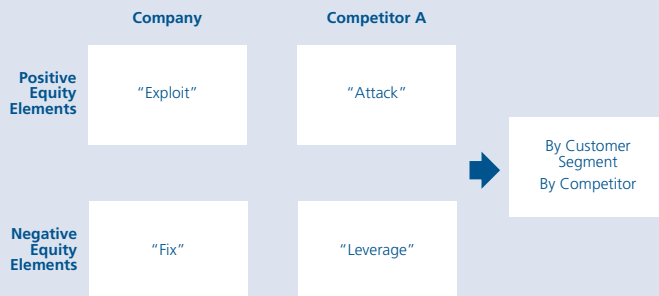 Company
Competitor A
Positive
Equity
Elements
“Exploit”
“Attack”
By Customer
Segment
By Competitor
Negative
Equity
Elements
“Fix”
“Leverage”